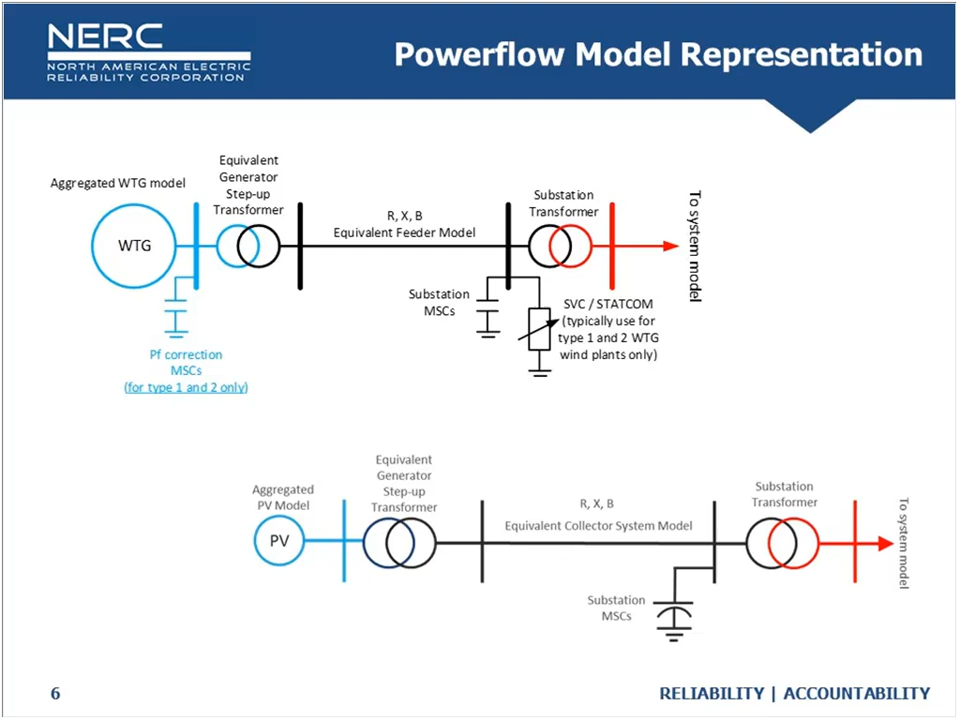 NERC
NORTH AMERICAN ELECTRIC
RELIABILITY CORPORATION
Powerflow Model Representation
Aggregated WTG model
Equivalent
Generator
Step-up
Transformer
WTG
R, X, B
Equivalent Feeder Model
Substation
Transformer
To system model
Substation
MSCs
SVC / STATCOM
(typically use for
type 1 and 2 WTG
wind plants only)
Pf correction
MSCs
(for type 1 and 2 only)
Aggregated
PV Model
PV
Equivalent
Generator
Step-up
Transformer
R, X, B
Equivalent Collector System Model
Substation
Transformer
To system model
Substation
MSCs
6
RELIABILITY | ACCOUNTABILITY